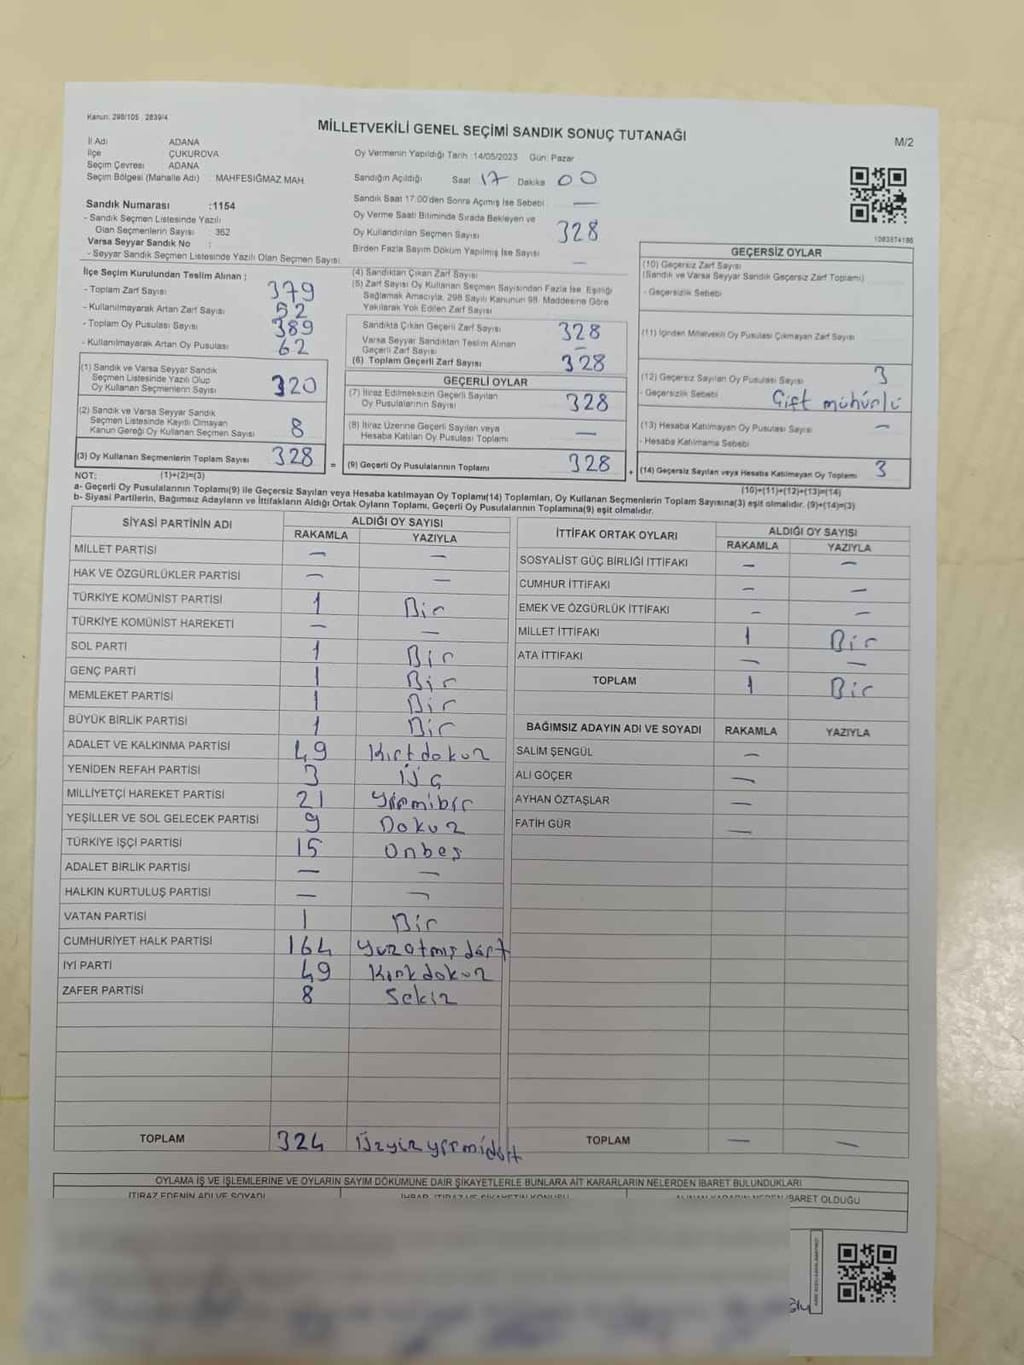 Kanun: 298/105 , 2839/4
MİLLETVEKİLİ GENEL SEÇİMİ SANDIK SONUÇ TUTANAĞI
M/2
İl Adı ADANA
İlçe ÇUKUROVA
Seçim Çevresi ADANA
Seçim Bölgesi (Mahalle Adı) MAHFESIĞMAZ MAH.
Oy Vermenin Yapıldığı Tarih :14/05/2023 Gün: Pazar
Sandığın Açıldığı Saat 17 Dakika 00
Sandık Numarası :1154
- Sandık Seçmen Listesinde Yazılı
Olan Seçmenlerin Sayısı 362
Varsa Seyyar Sandık No :
- Seyyar Sandık Seçmen Listesinde Yazılı Olan Seçmen Sayısı:
Sandık Saat 17.00'den Sonra Açımış İse Sebebi —
Oy Verme Saati Bitiminde Sırada Bekleyen ve
Oy Kullandırılan Seçmen Sayısı 328
Birden Fazla Sayım Döküm Yapılmış İse Sayısı —
1083874186
İlçe Seçim Kurulundan Teslim Alınan ;
- Toplam Zarf Sayısı 379
- Kullanılmayarak Artan Zarf Sayısı 52
- Toplam Oy Pusulası Sayısı 389
- Kullanılmayarak Artan Oy Pusulası 62
(1) Sandık ve Varsa Seyyar Sandık
Seçmen Listesinde Yazılı Olup
Oy Kullanan Seçmenlerin Sayısı 320
(2) Sandık ve Varsa Seyyar Sandık
Seçmen Listesinde Kayıtlı Olmayan
Kanun Gereği Oy Kullanan Seçmen Sayısı 8
(3) Oy Kullanan Seçmenlerin Toplam Sayısı 328 =
(4) Sandıktan Çıkan Zarf Sayısı
(5) Zarf Sayısı Oy Kullanan Seçmen Sayısından Fazla İse, Eşitliği
Sağlamak Amacıyla, 298 Sayılı Kanunun 98. Maddesine Göre
Yakılarak Yok Edilen Zarf Sayısı
Sandıkta Çıkan Geçerli Zarf Sayısı 328
Varsa Seyyar Sandıktan Teslim Alınan
Geçerli Zarf Sayısı —
(6) Toplam Geçerli Zarf Sayısı 328
GEÇERLİ OYLAR
(7) İtiraz Edilmeksizin Geçerli Sayılan
Oy Pusulalarının Sayısı 328
(8) İtiraz Üzerine Geçerli Sayılan veya
Hesaba Katılan Oy Pusulası Toplamı —
(9) Geçerli Oy Pusulalarının Toplamı 328 +
GEÇERSİZ OYLAR
(10) Geçersiz Zarf Sayısı
(Sandık ve Varsa Seyyar Sandık Geçersiz Zarf Toplamı)
- Geçersizlik Sebebi
(11) İçinden Milletvekili Oy Pusulası Çıkmayan Zarf Sayısı
(12) Geçersiz Sayılan Oy Pusulası Sayısı 3
- Geçersizlik Sebebi Çift mühürlü
(13) Hesaba Katılmayan Oy Pusulası Sayısı —
- Hesaba Katılmama Sebebi
(14) Geçersiz Sayılan veya Hesaba Katılmayan Oy Toplamı 3
NOT: (1)+(2)=(3)
(10)+(11)+(12)+(13)=(14)
a- Geçerli Oy Pusulalarının Toplamı(9) ile Geçersiz Sayılan veya Hesaba katılmayan Oy Toplamı(14) Toplamları, Oy Kullanan Seçmenlerin Toplam Sayısına(3) eşit olmalıdır. (9)+(14)=(3)
b- Siyasi Partilerin, Bağımsız Adayların ve İttifakların Aldığı Ortak Oyların Toplamı, Geçerli Oy Pusulalarının Toplamına(9) eşit olmalıdır.
SİYASİ PARTİNİN ADI ALDIĞI OY SAYISI
RAKAMLA YAZIYLA
MİLLET PARTİSİ — —
HAK VE ÖZGÜRLÜKLER PARTİSİ — —
TÜRKİYE KOMÜNİST PARTİSİ 1 Bir
TÜRKİYE KOMÜNİST HAREKETİ — —
SOL PARTİ 1 Bir
GENÇ PARTİ 1 Bir
MEMLEKET PARTİSİ 1 Bir
BÜYÜK BİRLİK PARTİSİ 1 Bir
ADALET VE KALKINMA PARTİSİ 49 Kırtdokuz
YENİDEN REFAH PARTİSİ 3 Üç
MİLLİYETÇİ HAREKET PARTİSİ 21 Yirmibir
YEŞİLLER VE SOL GELECEK PARTİSİ 9 Dokuz
TÜRKİYE İŞÇİ PARTİSİ 15 Onbeş
ADALET BİRLİK PARTİSİ — —
HALKIN KURTULUŞ PARTİSİ — —
VATAN PARTİSİ 1 Bir
CUMHURİYET HALK PARTİSİ 164 Yüzatmışdört
İYİ PARTİ 49 Kırkdokuz
ZAFER PARTİSİ 8 Sekiz
TOPLAM 324 Üzyüzyirmidört
İTTİFAK ORTAK OYLARI ALDIĞI OY SAYISI
RAKAMLA YAZIYLA
SOSYALİST GÜÇ BİRLİĞİ İTTİFAKI — —
CUMHUR İTTİFAKI — —
EMEK VE ÖZGÜRLÜK İTTİFAKI — —
MİLLET İTTİFAKI 1 Bir
ATA İTTİFAKI — —
TOPLAM 1 Bir
BAĞIMSIZ ADAYIN ADI VE SOYADI RAKAMLA YAZIYLA
SALİM ŞENGÜL —
ALİ GÖÇER —
AYHAN ÖZTAŞLAR —
FATİH GÜR —
TOPLAM — —
OYLAMA İŞ VE İŞLEMLERİNE VE OYLARIN SAYIM DÖKÜMÜNE DAİR ŞİKAYETLERLE BUNLARA AİT KARARLARIN NELERDEN İBARET BULUNDUKLARI
İTİRAZ EDENİN ADI VE SOYADI